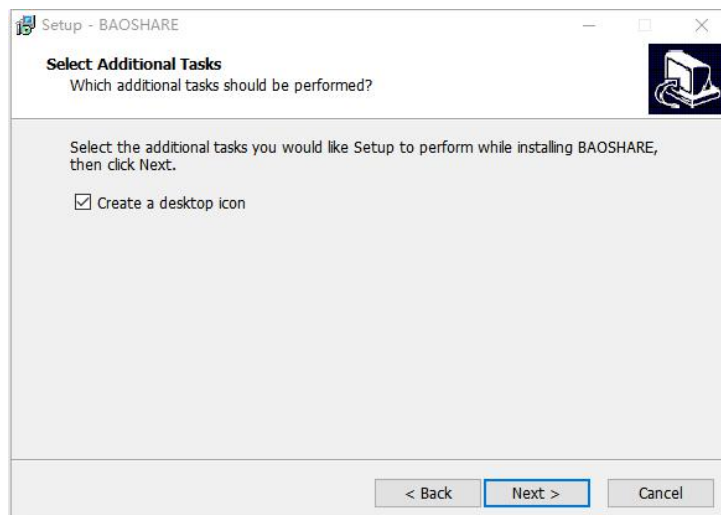 Setup - BAOSHARE
Select Additional Tasks
Which additional tasks should be performed?
Select the additional tasks you would like Setup to perform while installing BAOSHARE,
then click Next.
Create a desktop icon
< Back
Next >
Cancel